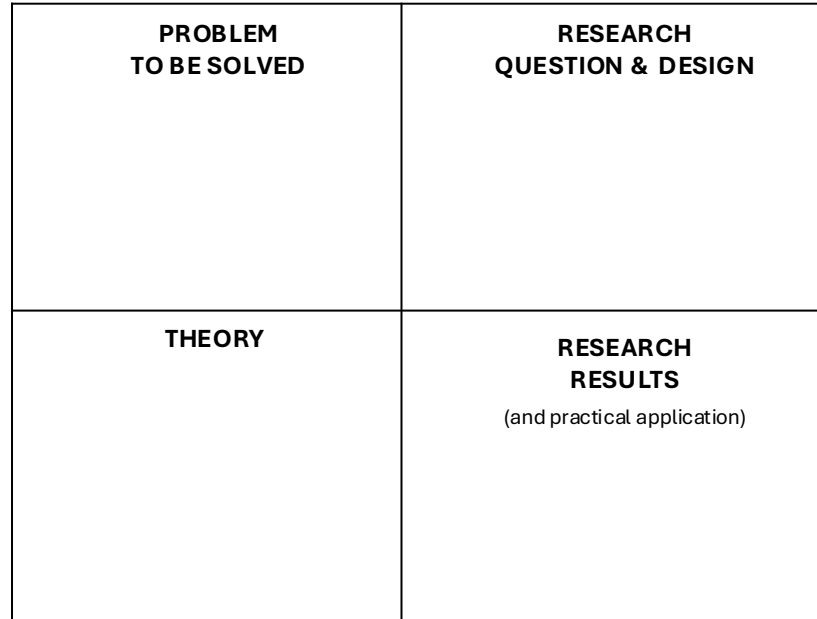 PROBLEM
TO BE SOLVED
RESEARCH
QUESTION & DESIGN
THEORY
RESEARCH
RESULTS
(and practical application)